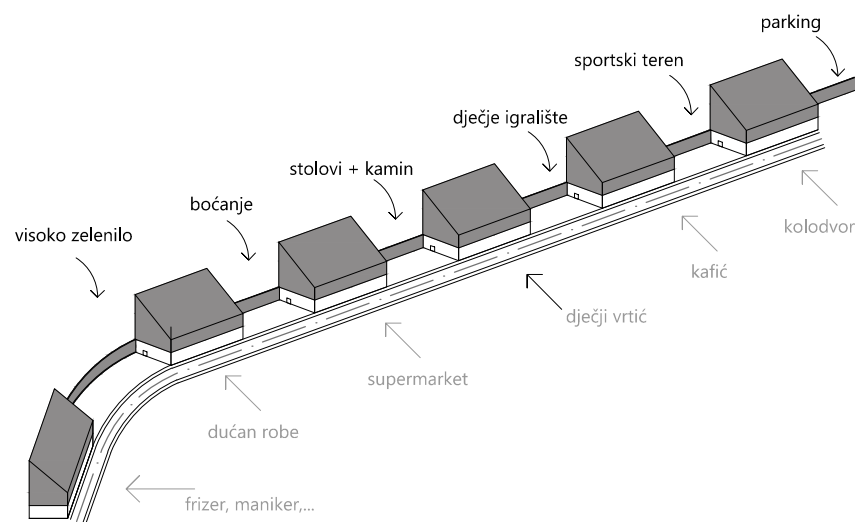 parking
sportski teren
dječje igralište
stolovi + kamin
boćanje
visoko zelenilo
kolodvor
kafić
dječji vrtić
supermarket
dućan robe
frizer, maniker,...